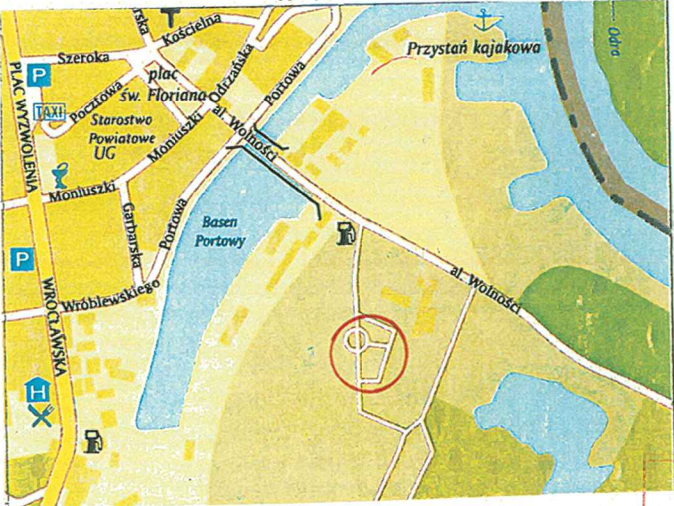 rska
Kościelna
Szeroka
P
plac
św. Floriana
PLAC WYZWOLENIA
TAXI
Pocztowa
Odrzańska
Portowa
Przystań kajakowa
Odra
Starostwo
Powiatowe
UG
Moniuszki
al. Wolności
Moniuszki
Garbarska
Portowa
Basen
Portowy
P
WROCŁAWSKA
Wróblewskiego
al. Wolności
H